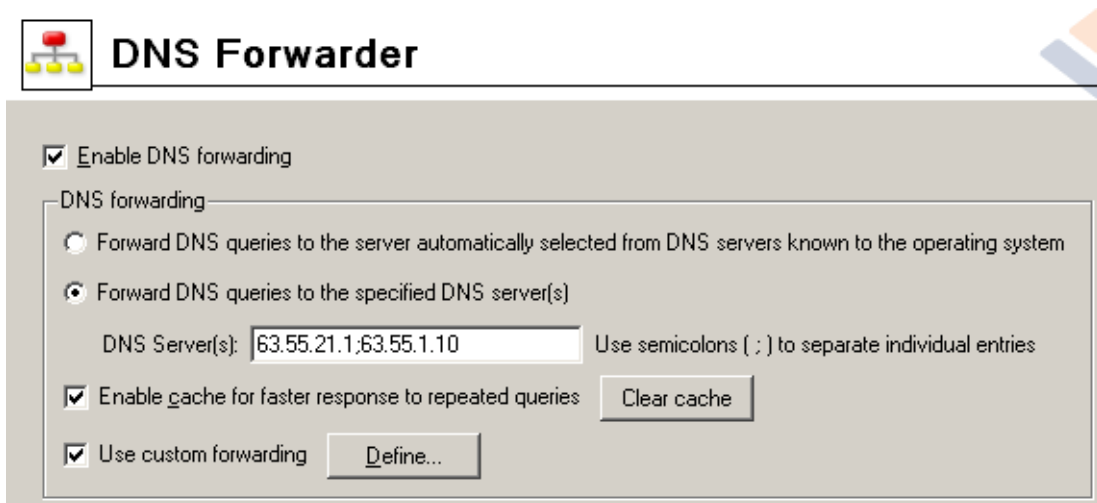 DNS Forwarder
Enable DNS forwarding
DNS forwarding
Forward DNS queries to the server automatically selected from DNS servers known to the operating system
Forward DNS queries to the specified DNS server(s)
DNS Server(s): 63.55.21.1;63.55.1.10 Use semicolons ( ; ) to separate individual entries
Enable cache for faster response to repeated queries Clear cache
Use custom forwarding Define...